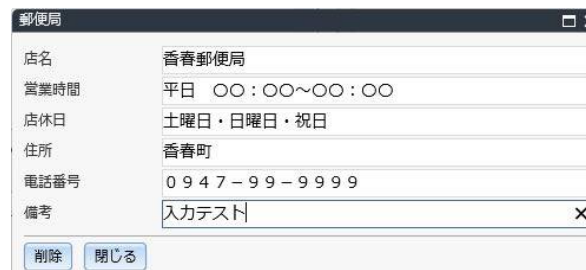 郵便局
店名 香春郵便局
営業時間 平日　〇〇：〇〇～〇〇：〇〇
店休日 土曜日・日曜日・祝日
住所 香春町
電話番号 ０９４７－９９－９９９９
備考 入力テスト
削除 閉じる